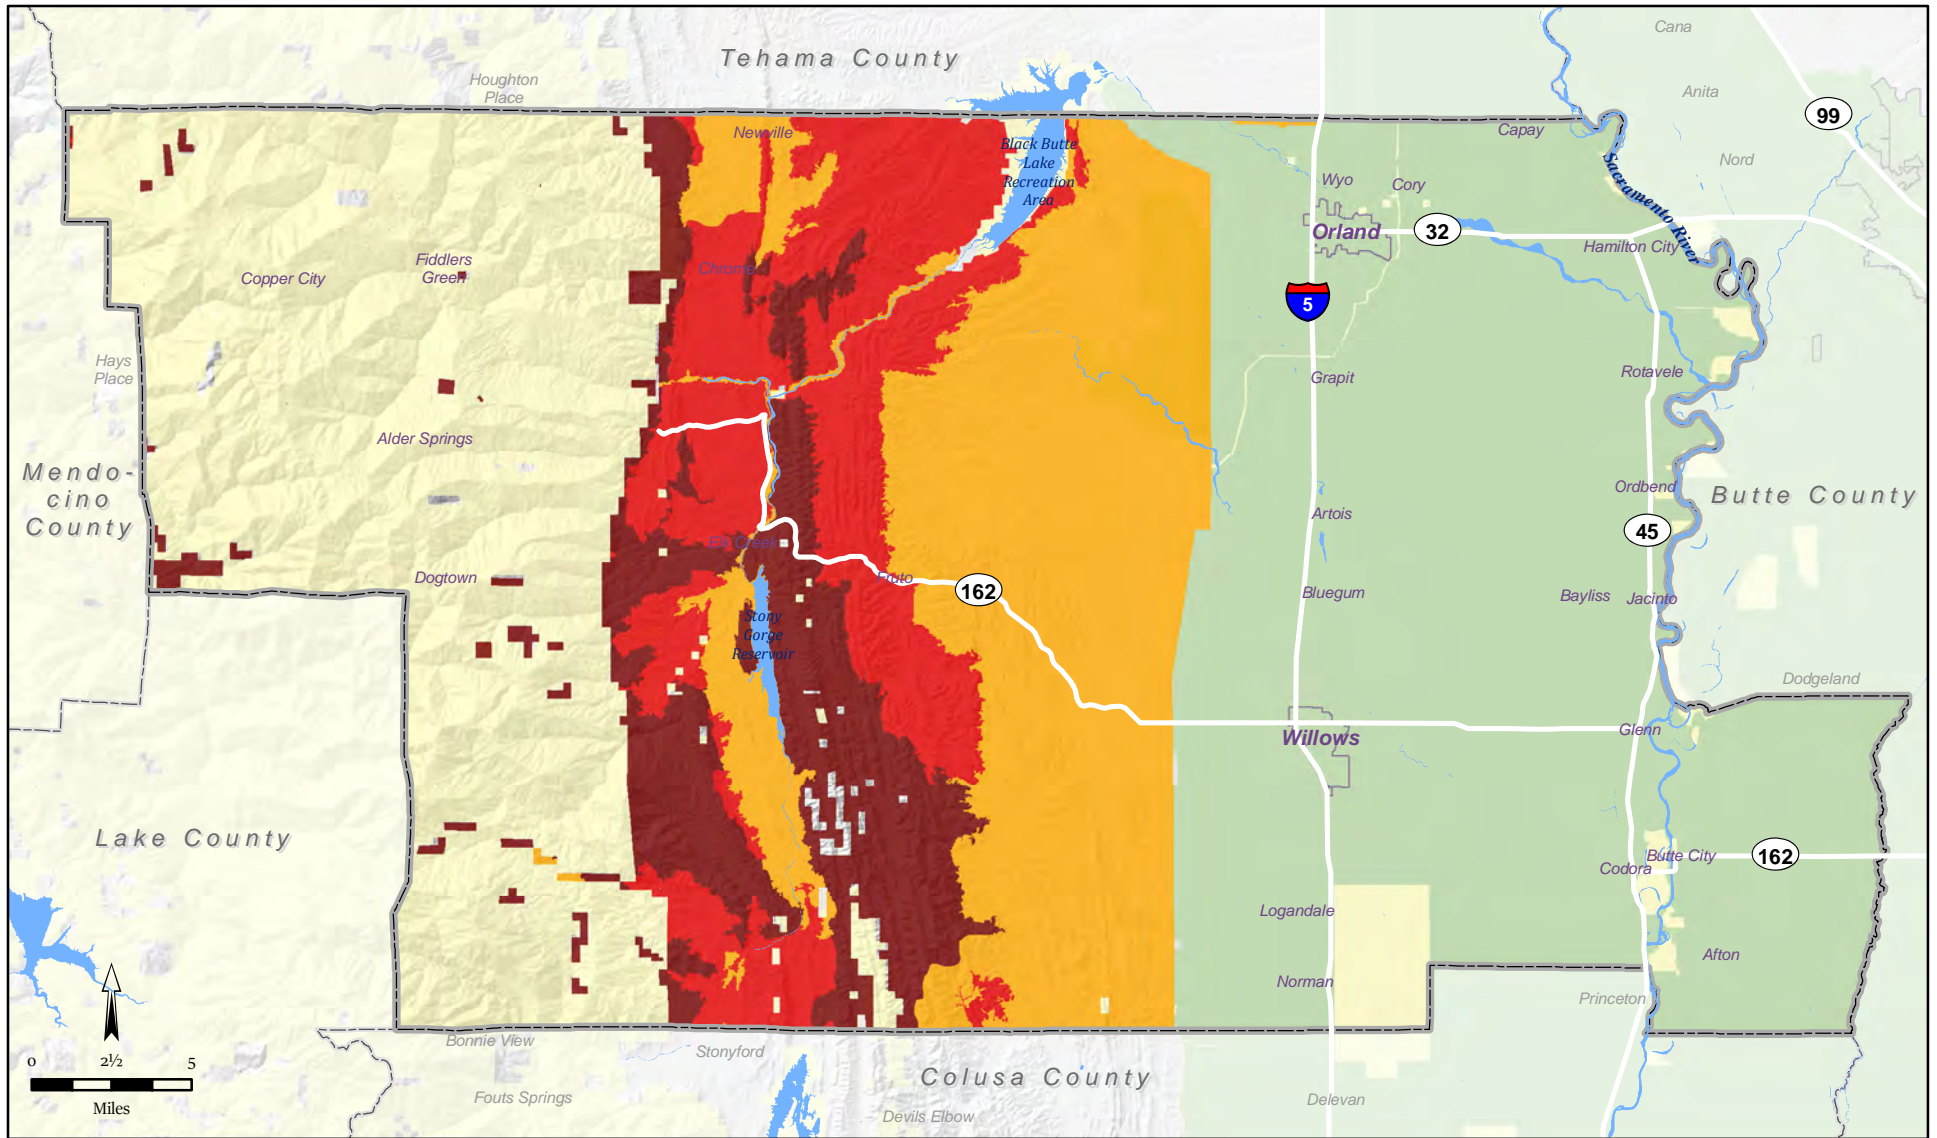 Tehama County
Cana
Houghton
Place
Anita
99
Newville
Capay
Black Butte
Lake
Recreation
Area
Nord
Sacramento River
Wyo
Cory
Orland
32
Hamilton City
Copper City
Fiddlers
Green
Chrome
5
Hays
Place
Grapit
Rotavele
Alder Springs
Mendo-
cino
County
Ordbend
Butte County
Artois
45
Elk Creek
Dogtown
Fruto
162
Bluegum
Bayliss
Jacinto
Stony
Gorge
Reservoir
Dodgeland
Glenn
Willows
Lake County
Butte City
162
Codora
Logandale
Afton
Norman
Princeton
Bonnie View
Stonyford
0
2½
5
Miles
Colusa County
Fouts Springs
Devils Elbow
Delevan